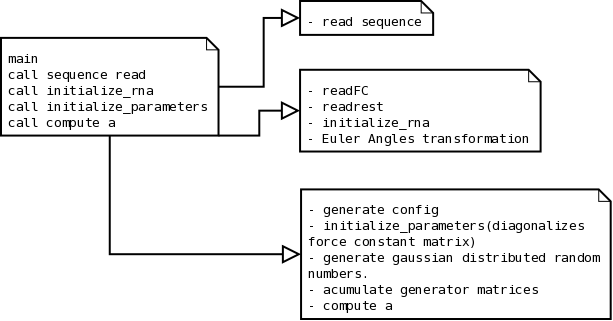 main
call sequence read
call initialize_rna
call initialize_parameters
call compute a
- read sequence
- readFC
- readrest
- initialize_rna
- Euler Angles transformation
- generate config
- initialize_parameters(diagonalizes
force constant matrix)
- generate gaussian distributed random
numbers.
- acumulate generator matrices
- compute a